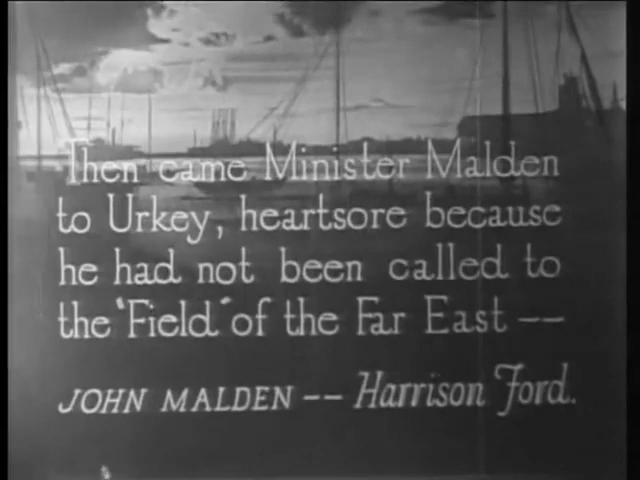 Then came Minister Malden
to Urkey, heartsore because
he had not been called to
the "Field" of the Far East --
JOHN MALDEN -- Harrison Ford.